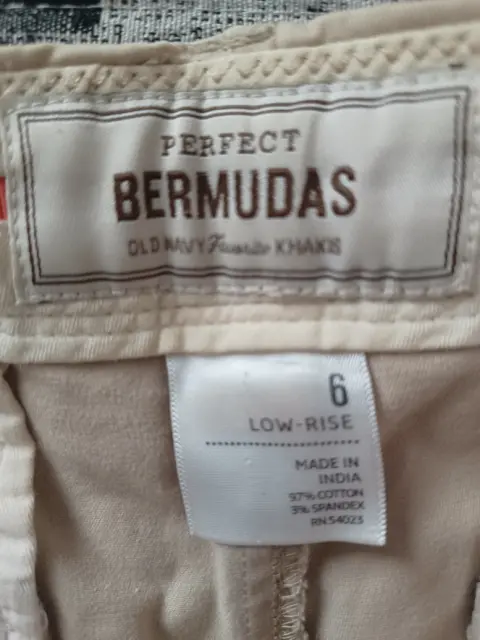 PERFECT
BERMUDAS
OLD NAVY Favorite KHAKIS
6
LOW-RISE
MADE IN
INDIA
97% COTTON
3% SPANDEX
RN 54023